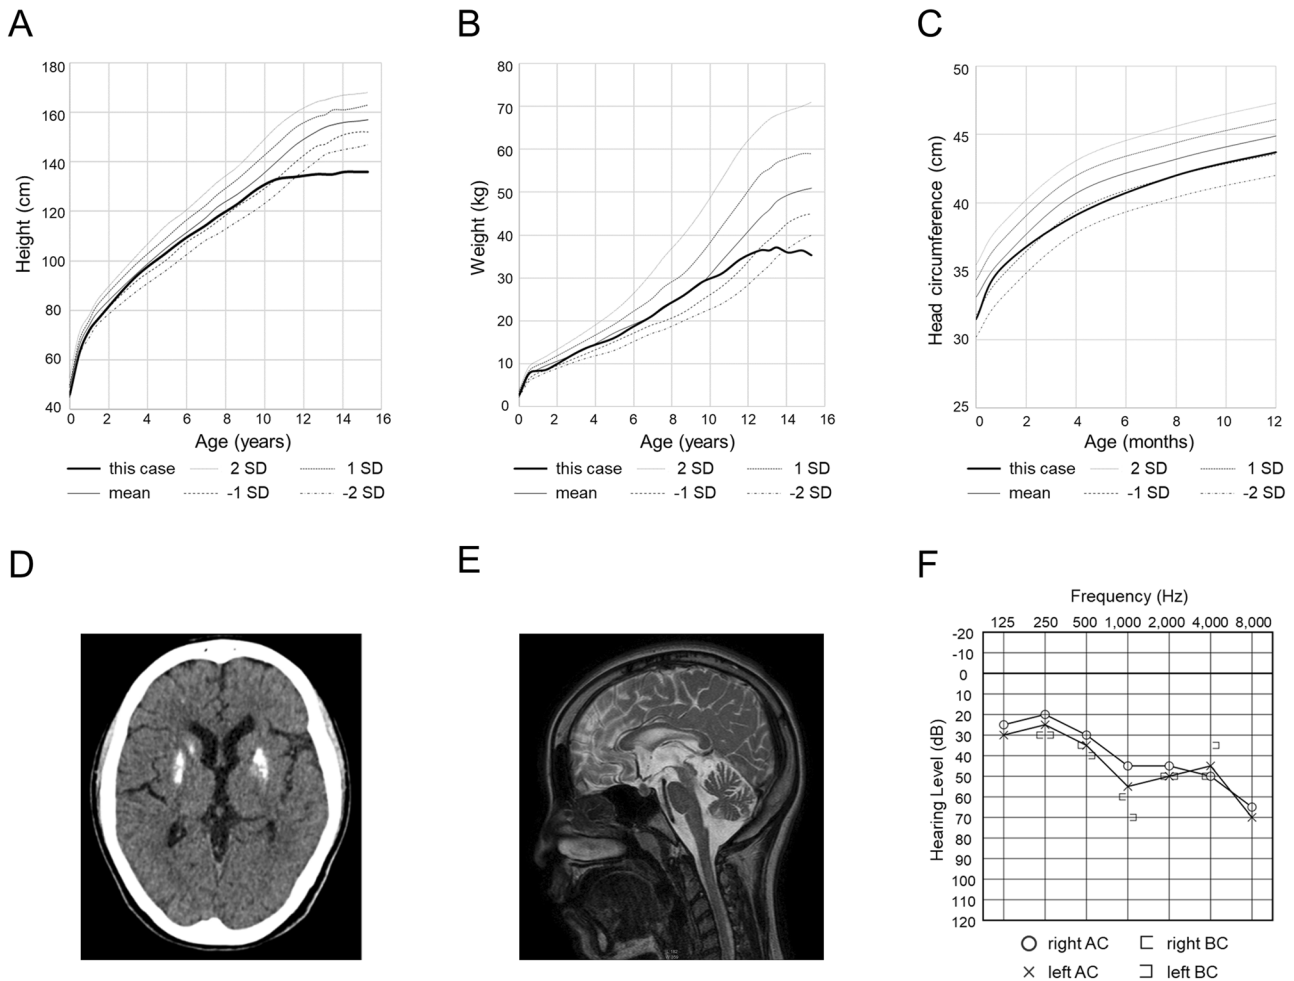 A
B
C
180
160
140
120
100
80
60
40
Height (cm)
0 2 4 6 8 10 12 14 16
Age (years)
this case 2 SD 1 SD
mean -1 SD -2 SD
80
70
60
50
40
30
20
10
0
Weight (kg)
0 2 4 6 8 10 12 14 16
Age (years)
this case 2 SD 1 SD
mean -1 SD -2 SD
50
45
40
35
30
25
Head circumference (cm)
0 2 4 6 8 10 12
Age (months)
this case 2 SD 1 SD
mean -1 SD -2 SD
D
E
F
Frequency (Hz)
125 250 500 1,000 2,000 4,000 8,000
-20
-10
0
10
20
30
40
50
60
70
80
90
100
110
120
Hearing Level (dB)
right AC right BC
left AC left BC